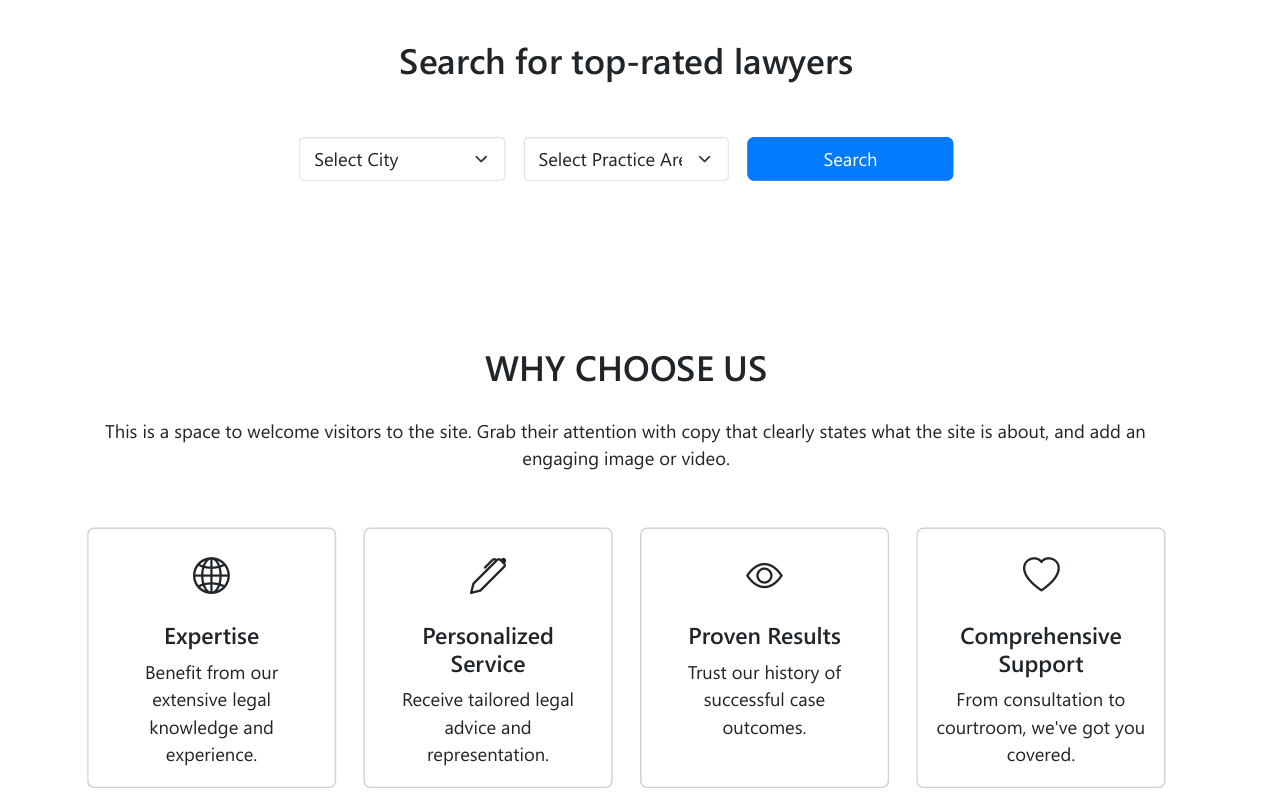 Search for top-rated lawyers
Select City
Select Practice Are
Search
WHY CHOOSE US
This is a space to welcome visitors to the site. Grab their attention with copy that clearly states what the site is about, and add an
engaging image or video.
Expertise
Benefit from our
extensive legal
knowledge and
experience.
Personalized
Service
Receive tailored legal
advice and
representation.
Proven Results
Trust our history of
successful case
outcomes.
Comprehensive
Support
From consultation to
courtroom, we've got you
covered.